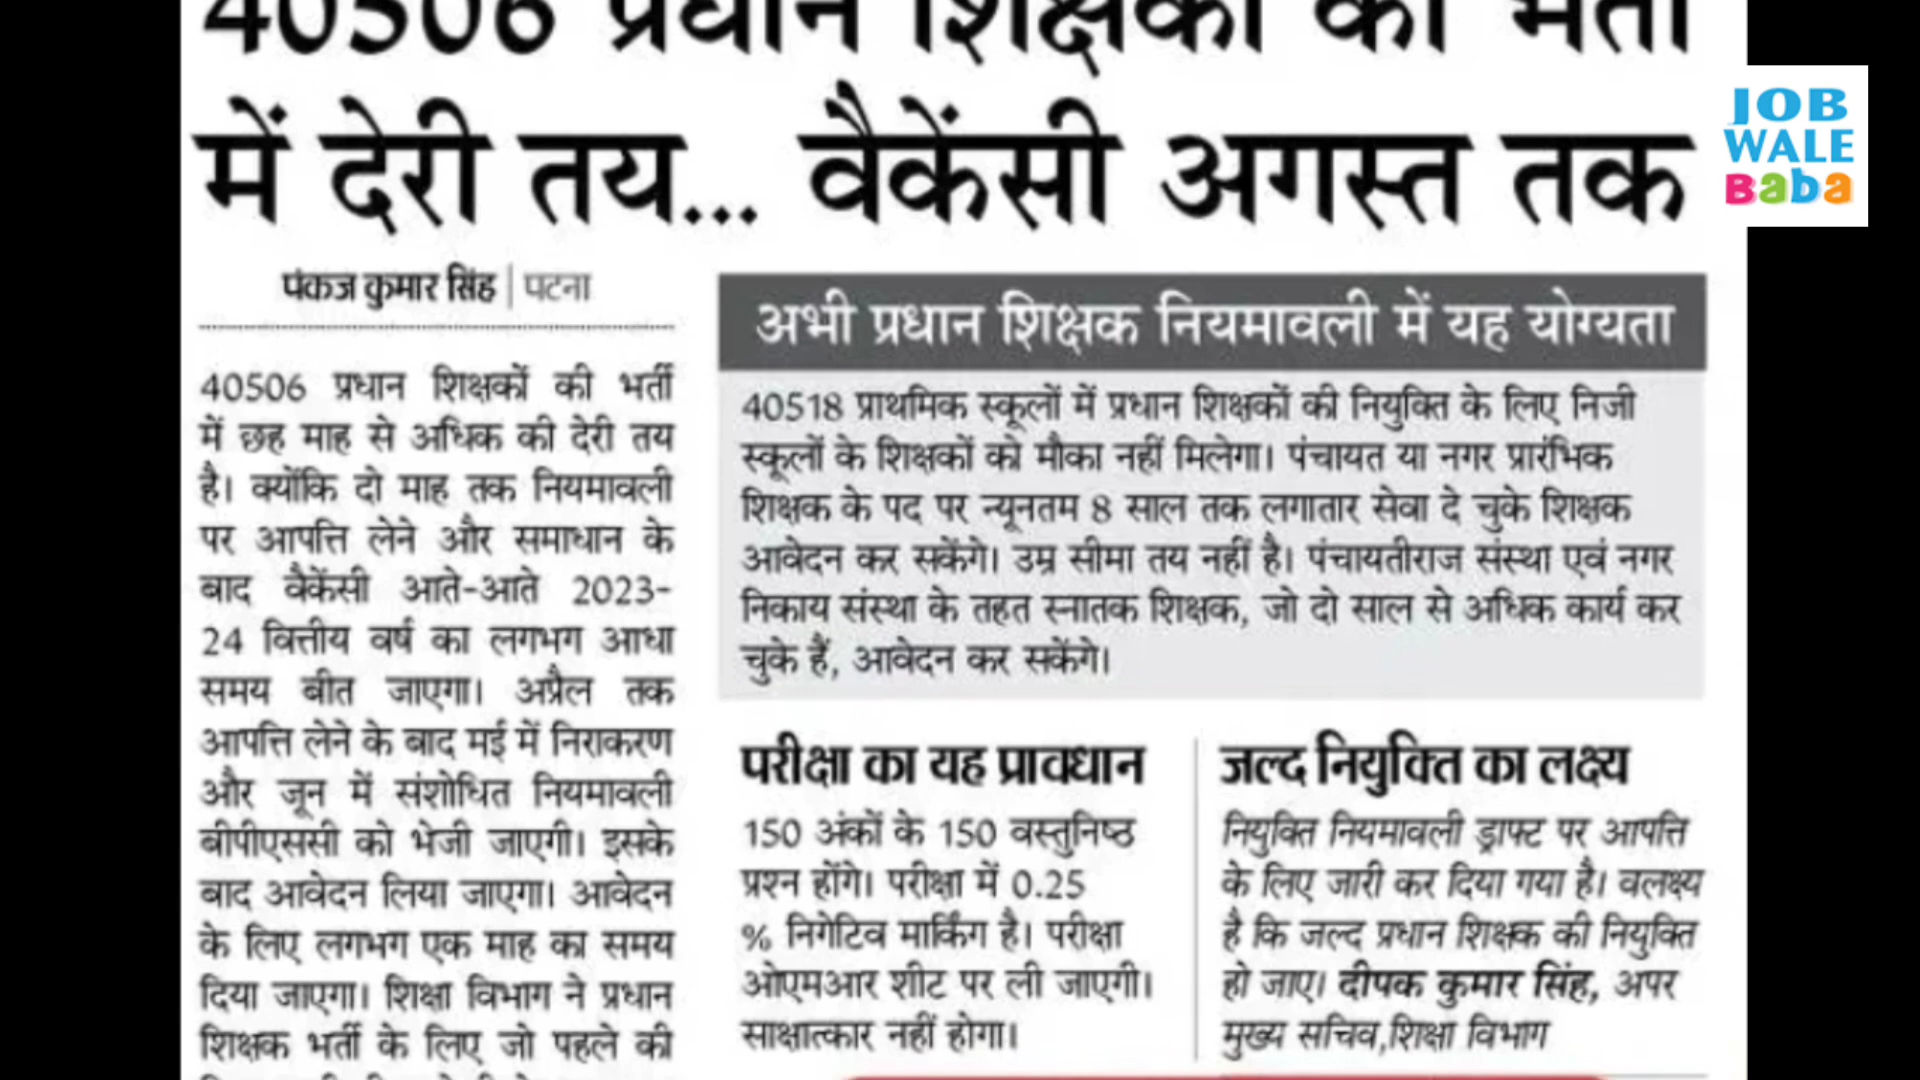 40506 प्रधान शिक्षकों की भर्ती
में देरी तय... वैकेंसी अगस्त तक
JOB
WALE
Baba
पंकज कुमार सिंह | पटना
40506 प्रधान शिक्षकों की भर्ती
में छह माह से अधिक की देरी तय
है। क्योंकि दो माह तक नियमावली
पर आपत्ति लेने और समाधान के
बाद वैकेंसी आते-आते 2023-
24 वित्तीय वर्ष का लगभग आधा
समय बीत जाएगा। अप्रैल तक
आपत्ति लेने के बाद मई में निराकरण
और जून में संशोधित नियमावली
बीपीएससी को भेजी जाएगी। इसके
बाद आवेदन लिया जाएगा। आवेदन
के लिए लगभग एक माह का समय
दिया जाएगा। शिक्षा विभाग ने प्रधान
शिक्षक भर्ती के लिए जो पहले की
अभी प्रधान शिक्षक नियमावली में यह योग्यता
40518 प्राथमिक स्कूलों में प्रधान शिक्षकों की नियुक्ति के लिए निजी
स्कूलों के शिक्षकों को मौका नहीं मिलेगा। पंचायत या नगर प्रारंभिक
शिक्षक के पद पर न्यूनतम 8 साल तक लगातार सेवा दे चुके शिक्षक
आवेदन कर सकेंगे। उम्र सीमा तय नहीं है। पंचायतीराज संस्था एवं नगर
निकाय संस्था के तहत स्नातक शिक्षक, जो दो साल से अधिक कार्य कर
चुके हैं, आवेदन कर सकेंगे।
परीक्षा का यह प्रावधान
150 अंकों के 150 वस्तुनिष्ठ
प्रश्न होंगे। परीक्षा में 0.25
% निगेटिव मार्किंग है। परीक्षा
ओएमआर शीट पर ली जाएगी।
साक्षात्कार नहीं होगा।
जल्द नियुक्ति का लक्ष्य
नियुक्ति नियमावली ड्राफ्ट पर आपत्ति
के लिए जारी कर दिया गया है। वलक्ष्य
है कि जल्द प्रधान शिक्षक की नियुक्ति
हो जाए। दीपक कुमार सिंह, अपर
मुख्य सचिव,शिक्षा विभाग